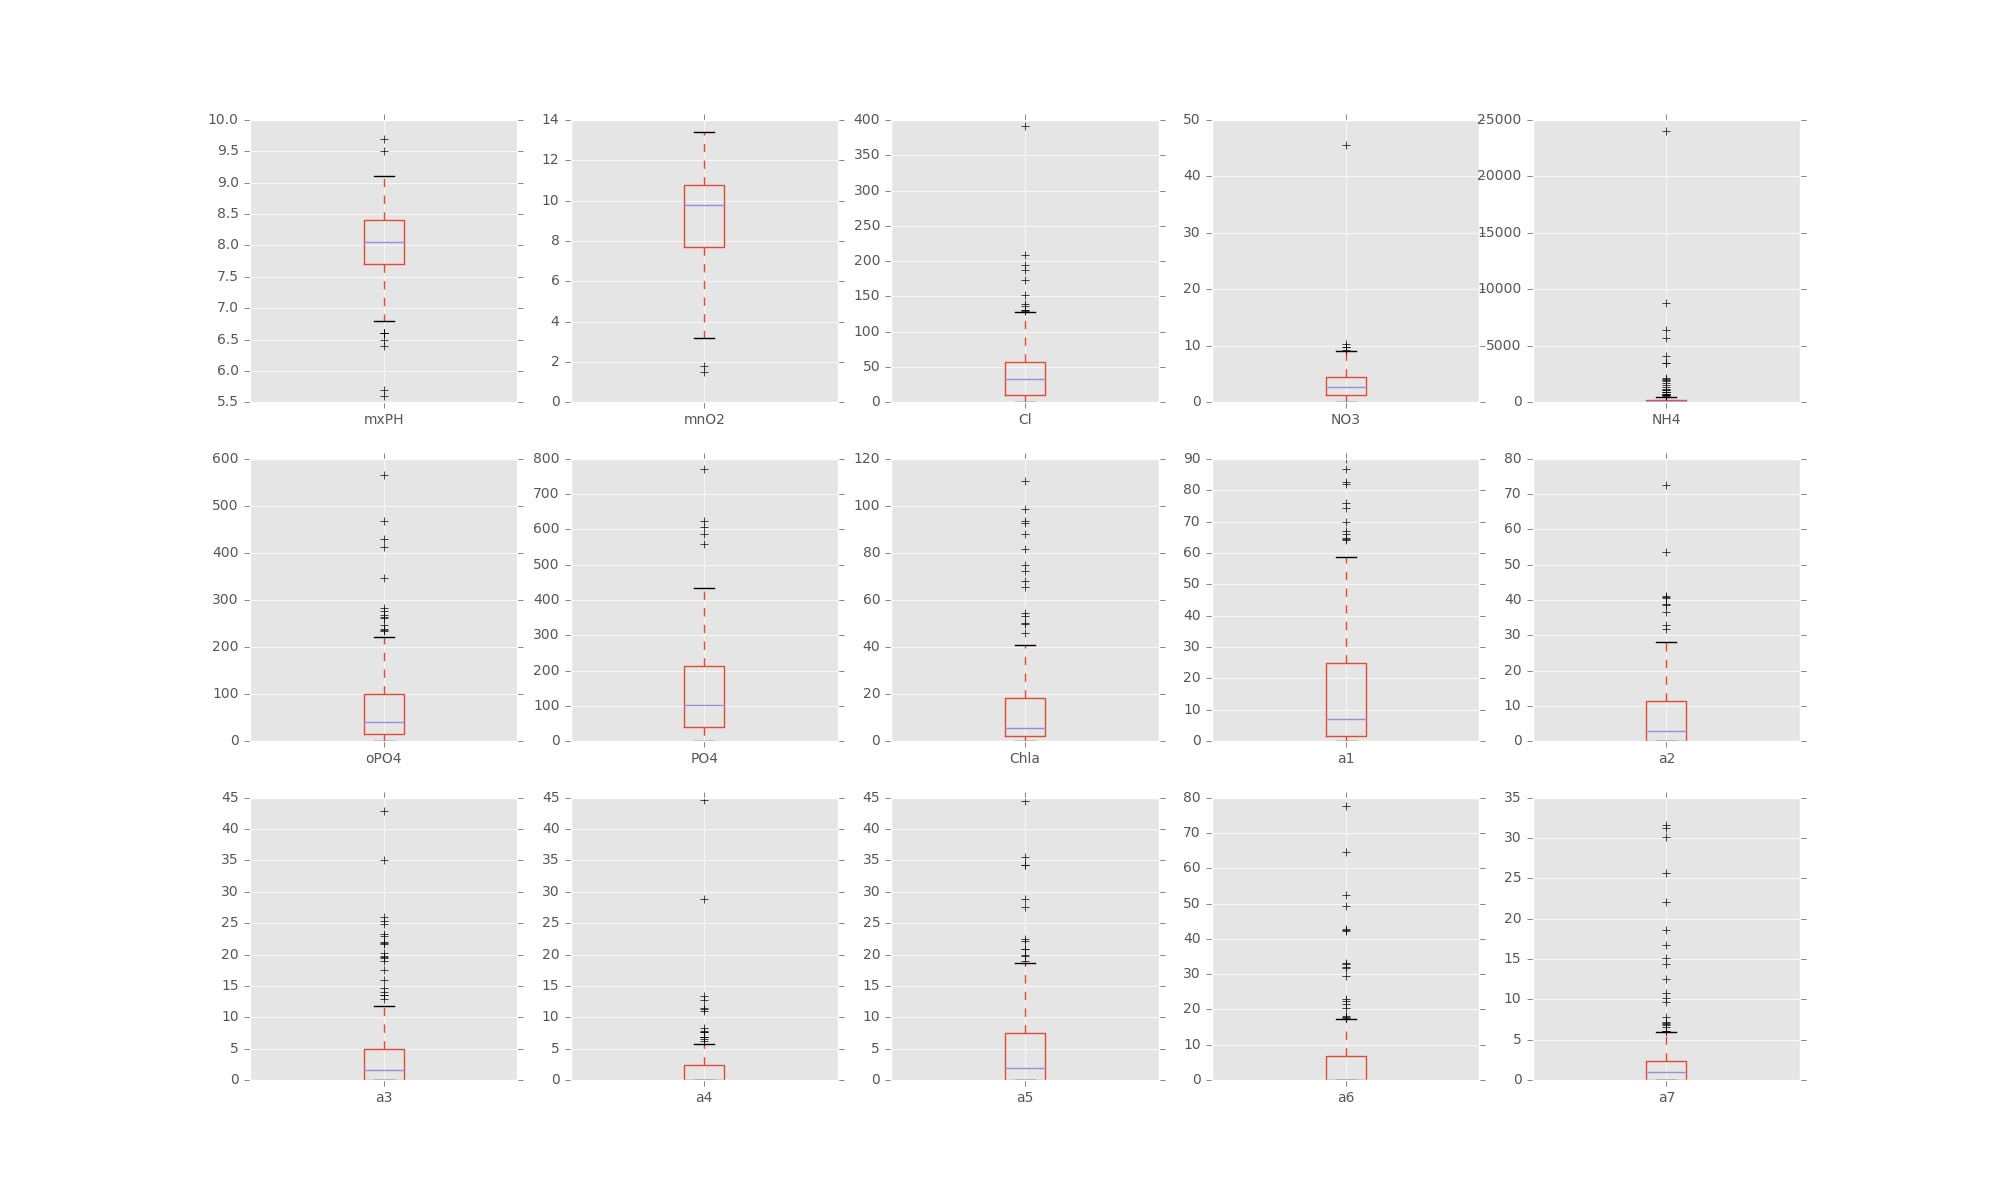 10.0 14 400 50 25000
9.5 12 350 40 20000
9.0 10 300 30 15000
8.5 8 250 20 10000
8.0 6 200 10 5000
7.5 4 150 0 0
7.0 2 100
6.5 0 50
6.0 0
5.5
mxPH mnO2 Cl NO3 NH4
600 800 120 90 80
500 700 100 80 70
400 600 80 70 60
300 500 60 60 50
200 400 40 50 40
100 300 20 40 30
0 200 0 30 20
100 20 10
0 10 0
0
oPO4 PO4 Chla a1 a2
45 45 45 80 35
40 40 40 70 30
35 35 35 60 25
30 30 30 50 20
25 25 25 40 15
20 20 20 30 10
15 15 15 20 5
10 10 10 10 0
5 5 5 0
0 0 0
a3 a4 a5 a6 a7